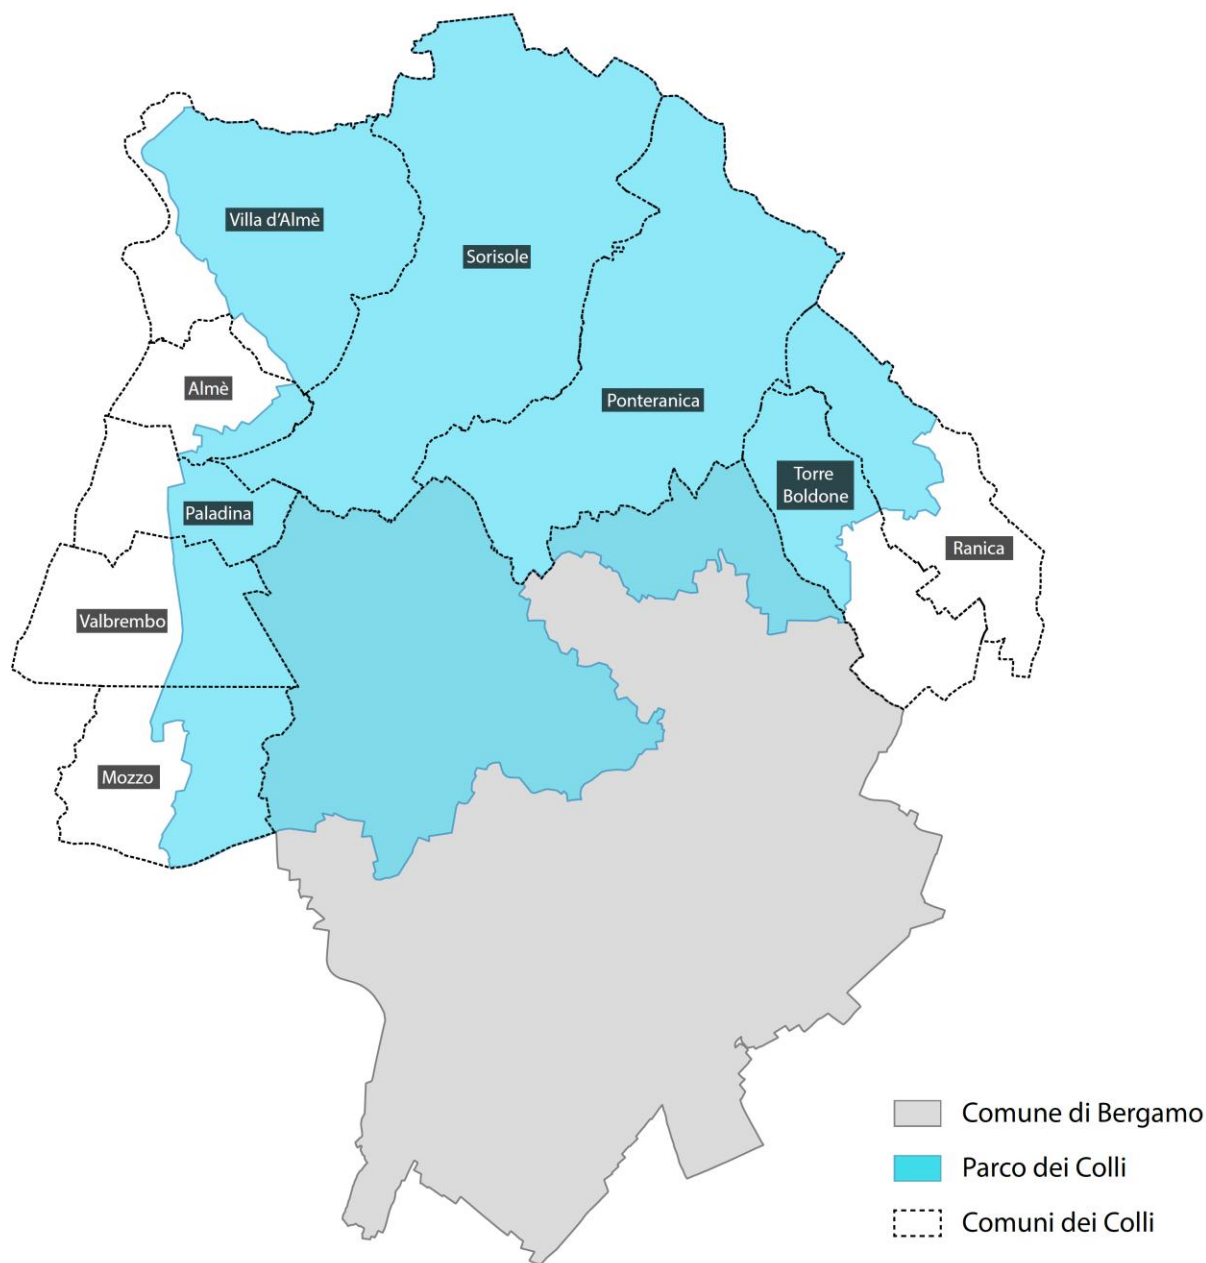 Villa d'Almè
Sorisole
Almè
Ponteranica
Torre
Boldone
Paladina
Ranica
Valbrembo
Mozzo
Comune di Bergamo
Parco dei Colli
Comuni dei Colli